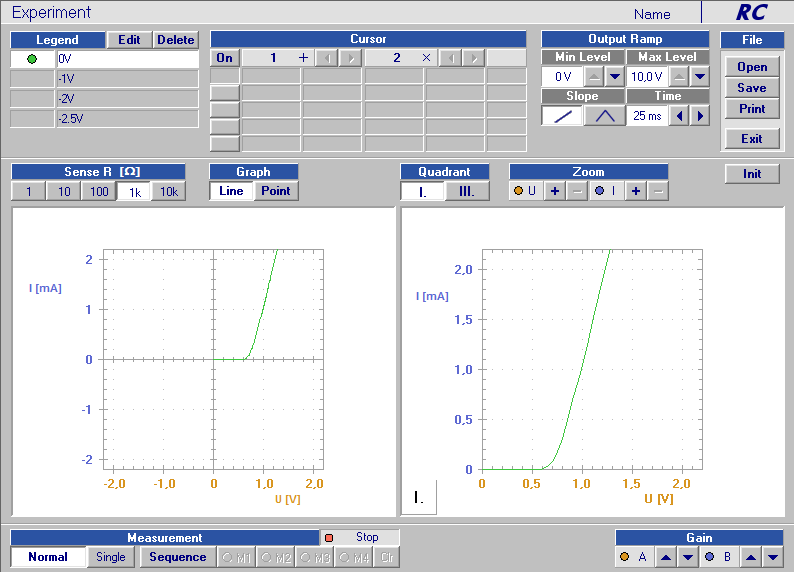 Experiment Name RC
Legend Edit Delete Cursor Output Ramp File
0V On 1 + 2 × Min Level Max Level Open
-1V 0 V 10,0 V Save
-2V Slope Time Print
-2.5V 25 ms Exit
Sense R [Ω] Graph Quadrant Zoom Init
1 10 100 1k 10k Line Point I. III. U + – I + –
2
I [mA]
1
0
-1
-2
-2,0 -1,0 0 1,0 2,0
U [V]
2,0
I [mA]
1,5
1,0
0,5
0
0 0,5 1,0 1,5 2,0
U [V]
I.
Measurement Stop Gain
Normal Single Sequence M1 M2 M3 M4 Clr A B